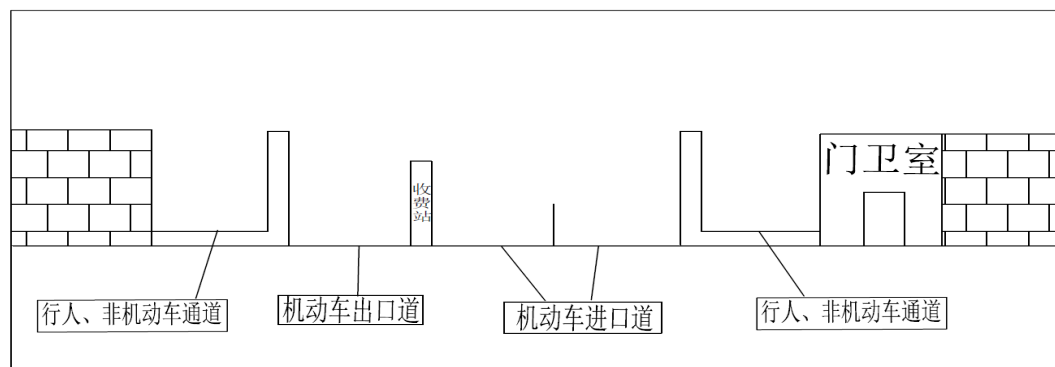 门卫室
收费站
行人、非机动车通道
机动车出口道
机动车进口道
行人、非机动车通道